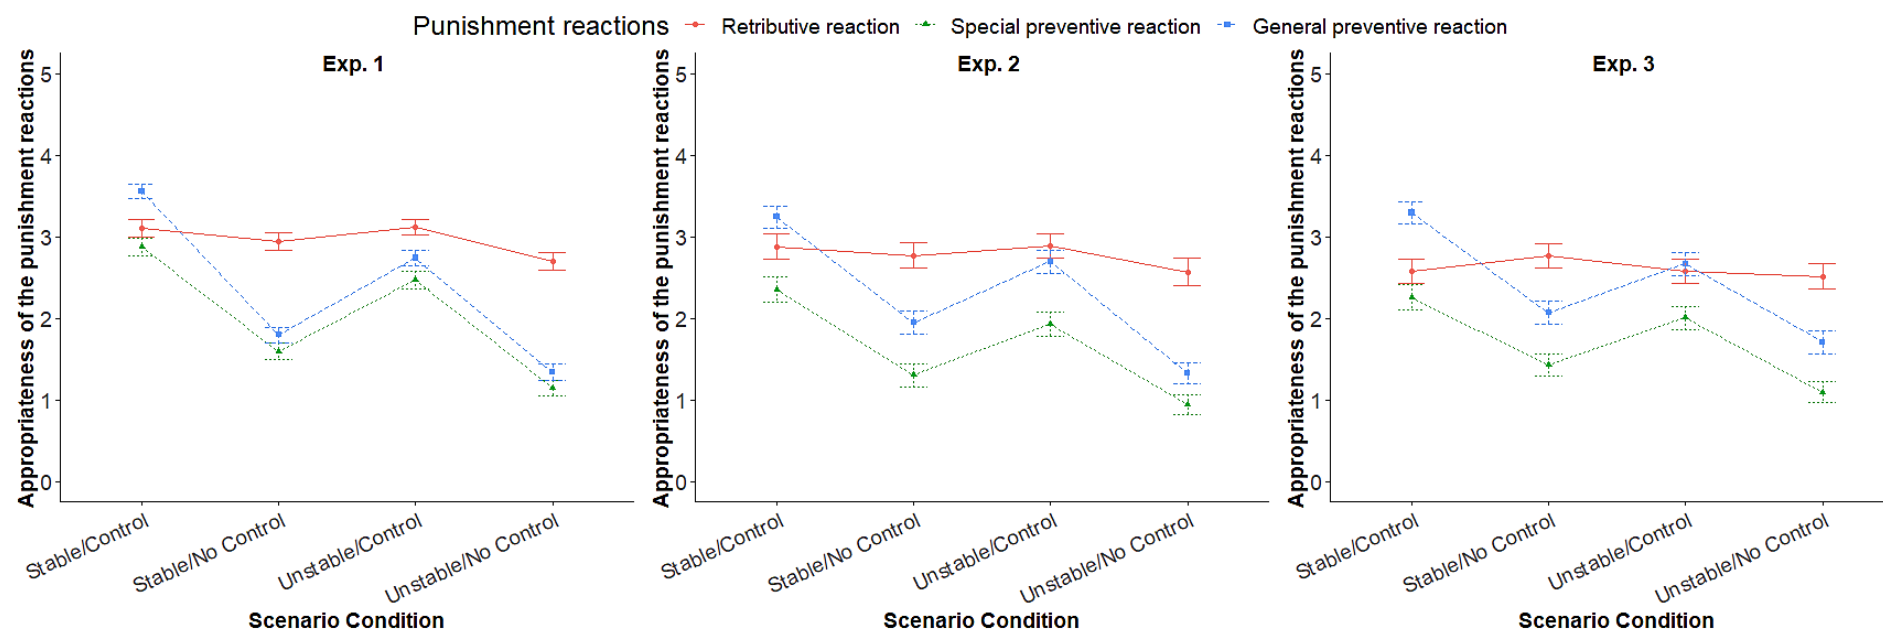 Punishment reactions Retributive reaction Special preventive reaction General preventive reaction
Exp. 1
Appropriateness of the punishment reactions
5
4
3
2
1
0
Stable/Control
Stable/No Control
Unstable/Control
Unstable/No Control
Scenario Condition
Exp. 2
Appropriateness of the punishment reactions
5
4
3
2
1
0
Stable/Control
Stable/No Control
Unstable/Control
Unstable/No Control
Scenario Condition
Exp. 3
Appropriateness of the punishment reactions
5
4
3
2
1
0
Stable/Control
Stable/No Control
Unstable/Control
Unstable/No Control
Scenario Condition